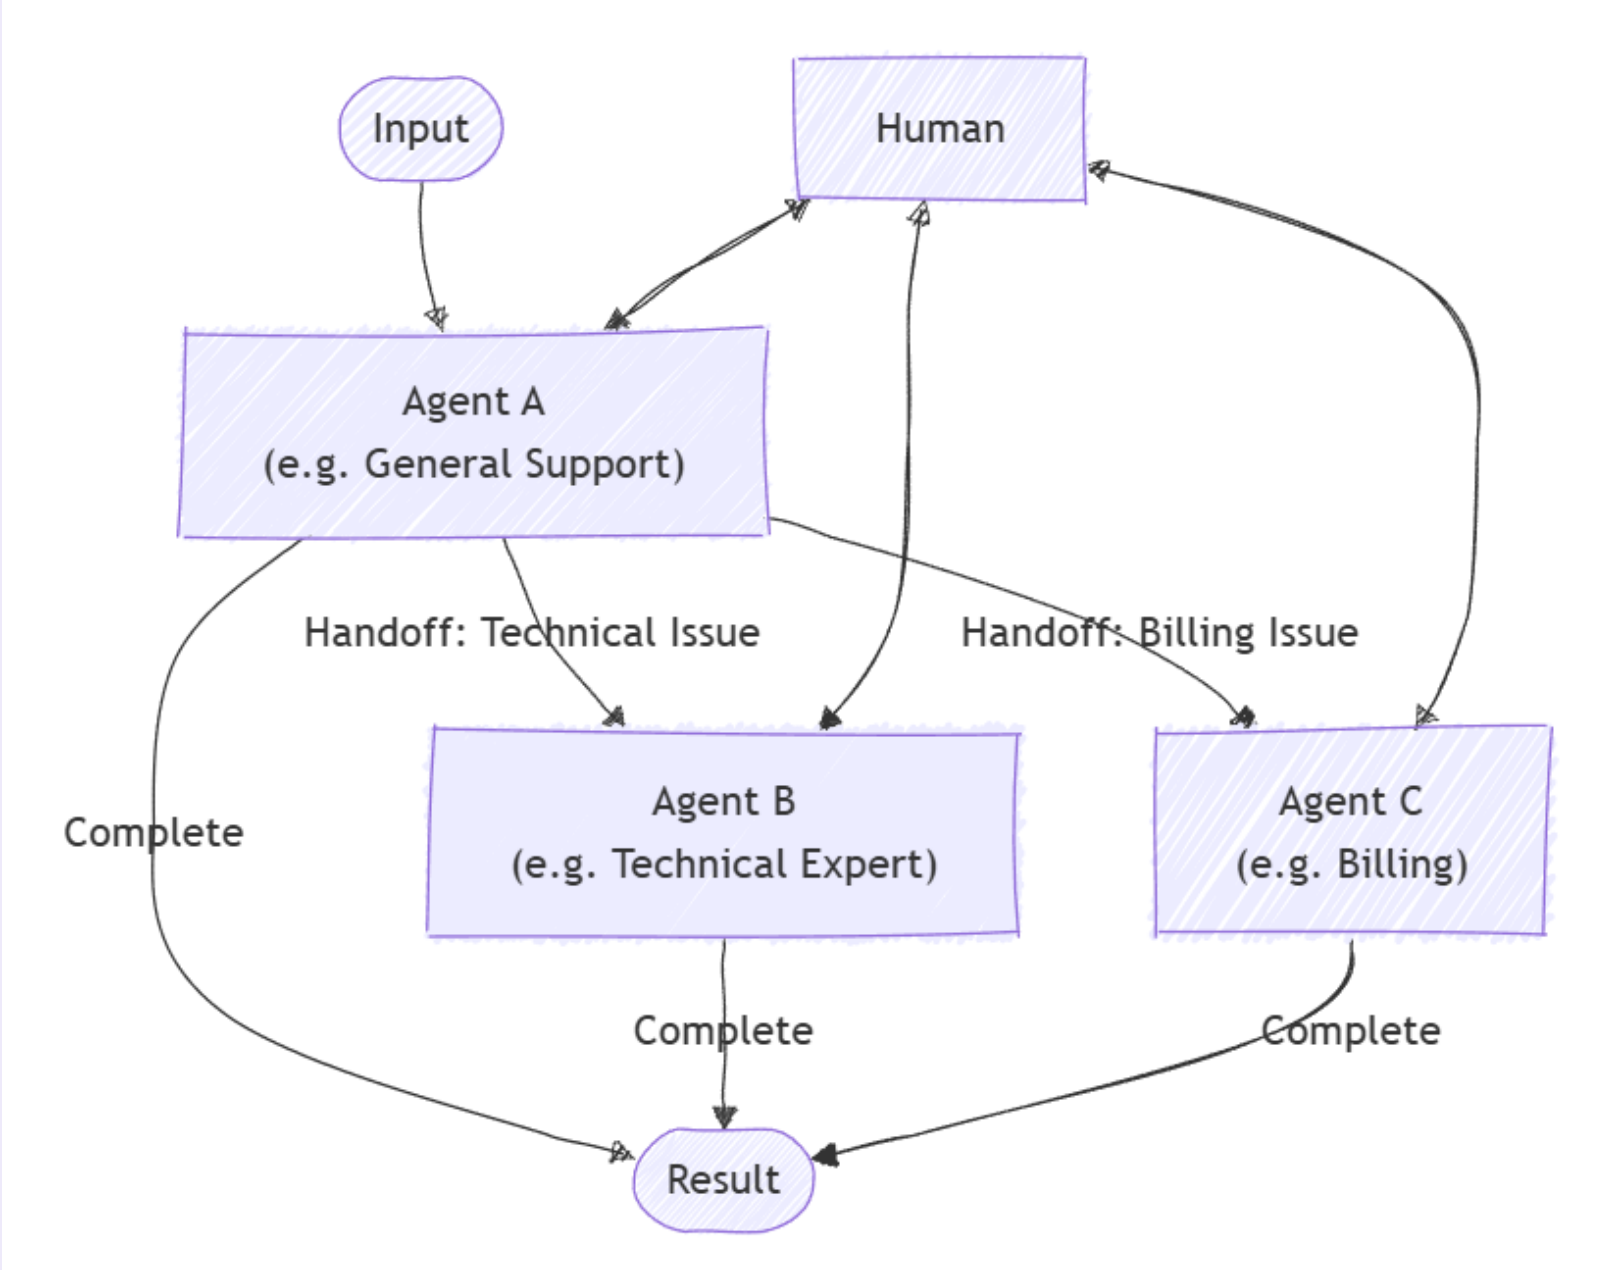 Input
Human
Agent A
(e.g. General Support)
Handoff: Technical Issue
Handoff: Billing Issue
Agent B
(e.g. Technical Expert)
Agent C
(e.g. Billing)
Complete
Complete
Complete
Result